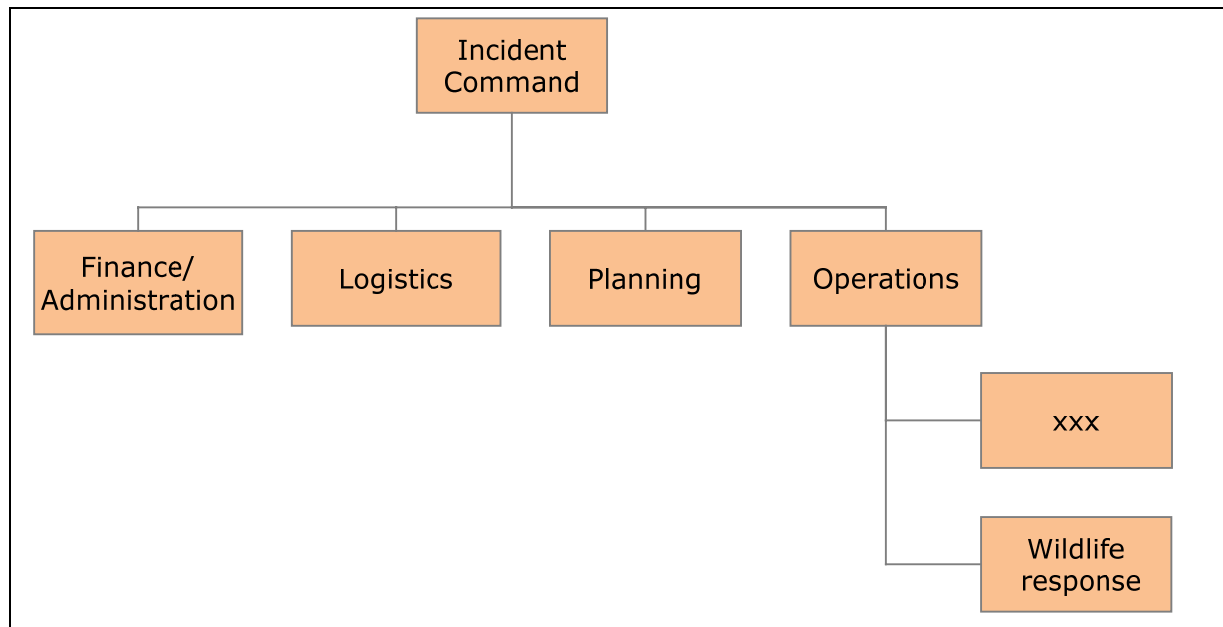 Incident
Command
Finance/
Administration
Logistics
Planning
Operations
xxx
Wildlife
response